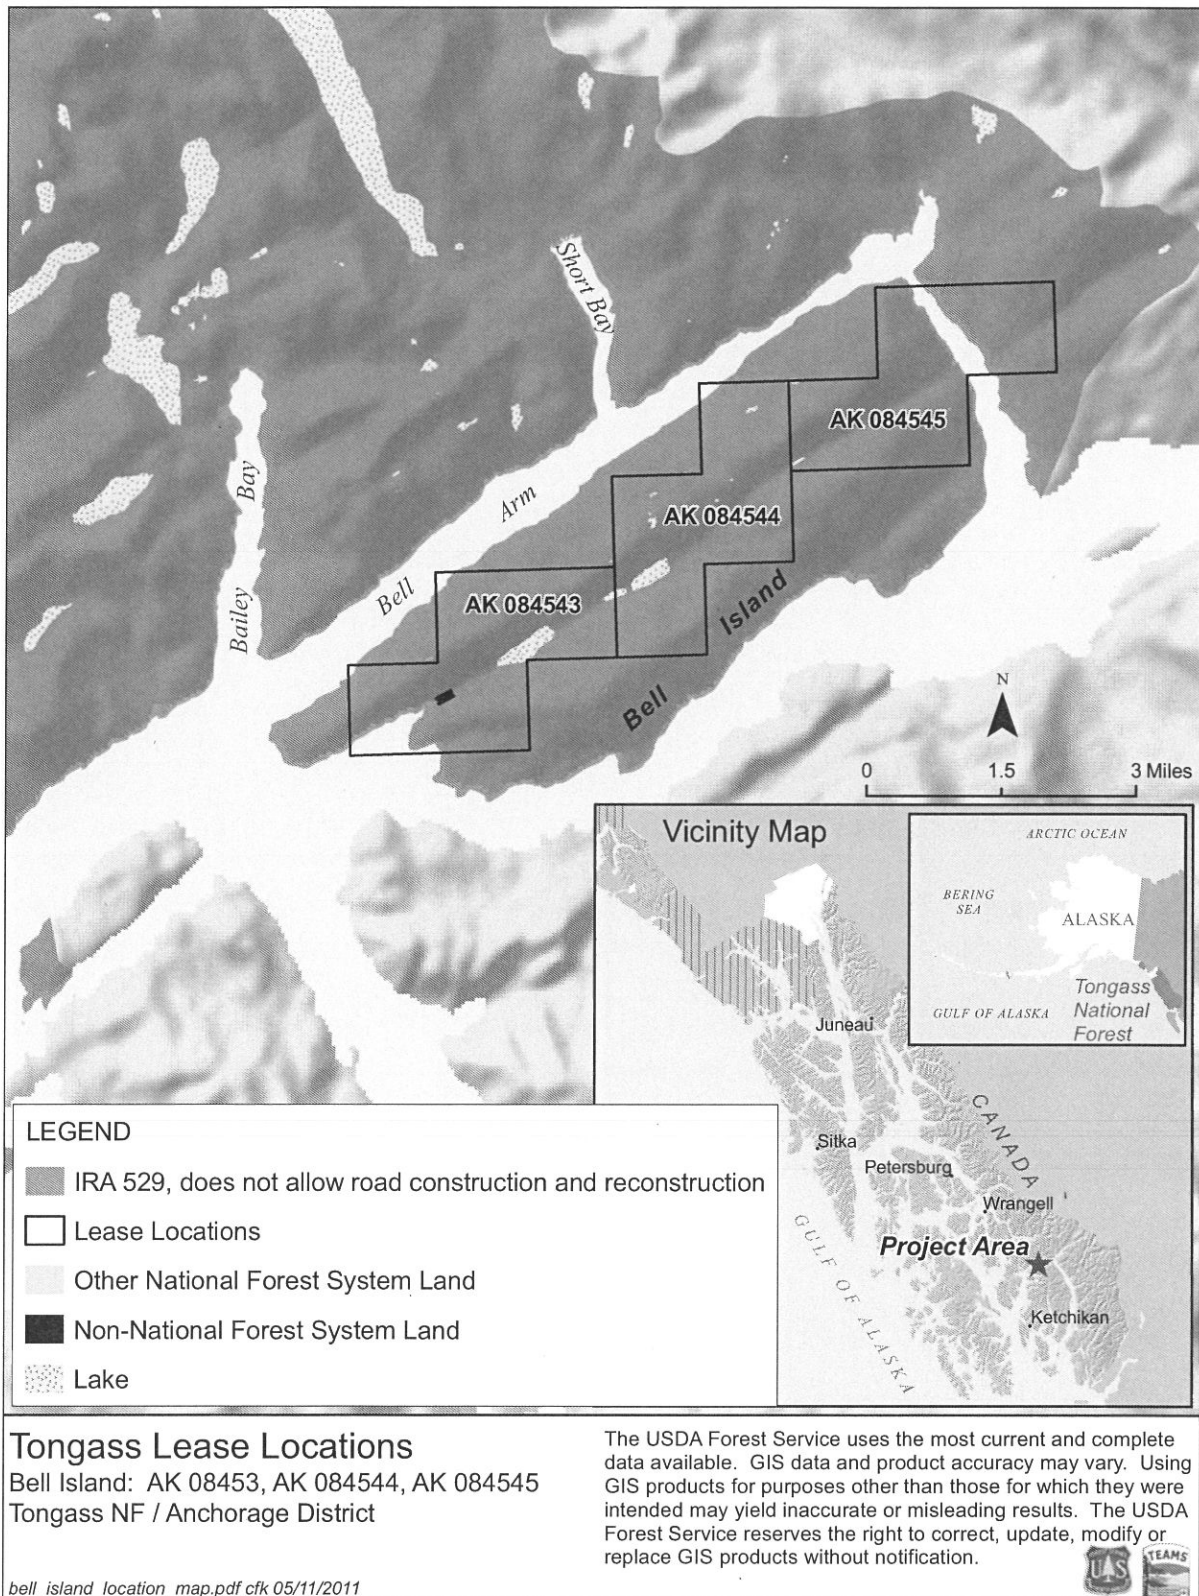 Short Bay
AK 084545
Bay
Arm
AK 084544
Bell
AK 084543
Island
Bailey
Bell
N
0 1.5 3 Miles
Vicinity Map
ARCTIC OCEAN
BERING
SEA
ALASKA
GULF OF ALASKA
Tongass
National
Forest
Juneau
CANADA
Sitka
Petersburg
Wrangell
Project Area
GULF OF ALASKA
Ketchikan
LEGEND
IRA 529, does not allow road construction and reconstruction
Lease Locations
Other National Forest System Land
Non-National Forest System Land
Lake
Tongass Lease Locations
Bell Island: AK 08453, AK 084544, AK 084545
Tongass NF / Anchorage District
bell_island_location_map.pdf cfk 05/11/2011
The USDA Forest Service uses the most current and complete
data available. GIS data and product accuracy may vary. Using
GIS products for purposes other than those for which they were
intended may yield inaccurate or misleading results. The USDA
Forest Service reserves the right to correct, update, modify or
replace GIS products without notification.
U S
TEAMS